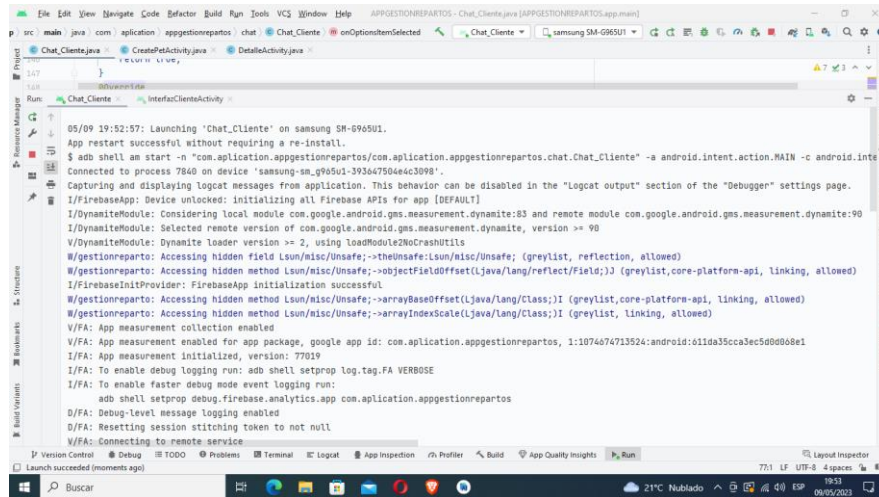 File Edit View Navigate Code Refactor Build Run Tools VCS Window Help APPGESTIONREPARTOS - Chat_Cliente.java [APPGESTIONREPARTOS.app.main]
p src main java com aplication appgestionrepartos chat Chat_Cliente onOptionsItemSelected Chat_Cliente samsung SM-G965U1
Project
Chat_Cliente.java CreatePetActivity.java DetalleActivity.java
return true;
147 }
7 3
148 @Override
Resource Manager
Run: Chat_Cliente InterfazClienteActivity
05/09 19:52:57: Launching 'Chat_Cliente' on samsung SM-G965U1.
App restart successful without requiring a re-install.
$ adb shell am start -n "com.aplication.appgestionrepartos/com.aplication.appgestionrepartos.chat.Chat_Cliente" -a android.intent.action.MAIN -c android.inte
Connected to process 7840 on device 'samsung-sm_g965u1-393647504e4c3098'.
Capturing and displaying logcat messages from application. This behavior can be disabled in the "Logcat output" section of the "Debugger" settings page.
I/FirebaseApp: Device unlocked: initializing all Firebase APIs for app [DEFAULT]
I/DynamiteModule: Considering local module com.google.android.gms.measurement.dynamite:83 and remote module com.google.android.gms.measurement.dynamite:90
I/DynamiteModule: Selected remote version of com.google.android.gms.measurement.dynamite, version >= 90
V/DynamiteModule: Dynamite loader version >= 2, using loadModule2NoCrashUtils
W/gestionreparto: Accessing hidden field Lsun/misc/Unsafe;->theUnsafe:Lsun/misc/Unsafe; (greylist, reflection, allowed)
W/gestionreparto: Accessing hidden method Lsun/misc/Unsafe;->objectFieldOffset(Ljava/lang/reflect/Field;)J (greylist,core-platform-api, linking, allowed)
I/FirebaseInitProvider: FirebaseApp initialization successful
W/gestionreparto: Accessing hidden method Lsun/misc/Unsafe;->arrayBaseOffset(Ljava/lang/Class;)I (greylist,core-platform-api, linking, allowed)
W/gestionreparto: Accessing hidden method Lsun/misc/Unsafe;->arrayIndexScale(Ljava/lang/Class;)I (greylist, linking, allowed)
V/FA: App measurement collection enabled
V/FA: App measurement enabled for app package, google app id: com.aplication.appgestionrepartos, 1:1074674713524:android:611da35cca3ec5d0d068e1
I/FA: App measurement initialized, version: 77019
I/FA: To enable debug logging run: adb shell setprop log.tag.FA VERBOSE
I/FA: To enable faster debug mode event logging run:
adb shell setprop debug.firebase.analytics.app com.aplication.appgestionrepartos
D/FA: Debug-level message logging enabled
D/FA: Resetting session stitching token to not null
V/FA: Connecting to remote service
Structure
Bookmarks
Build Variants
Version Control Debug TODO Problems Terminal Logcat App Inspection Profiler Build App Quality Insights Run Layout Inspector
Launch succeeded (moments ago) 77:1 LF UTF-8 4 spaces
Buscar 21°C Nublado ESP 19:53
09/05/2023